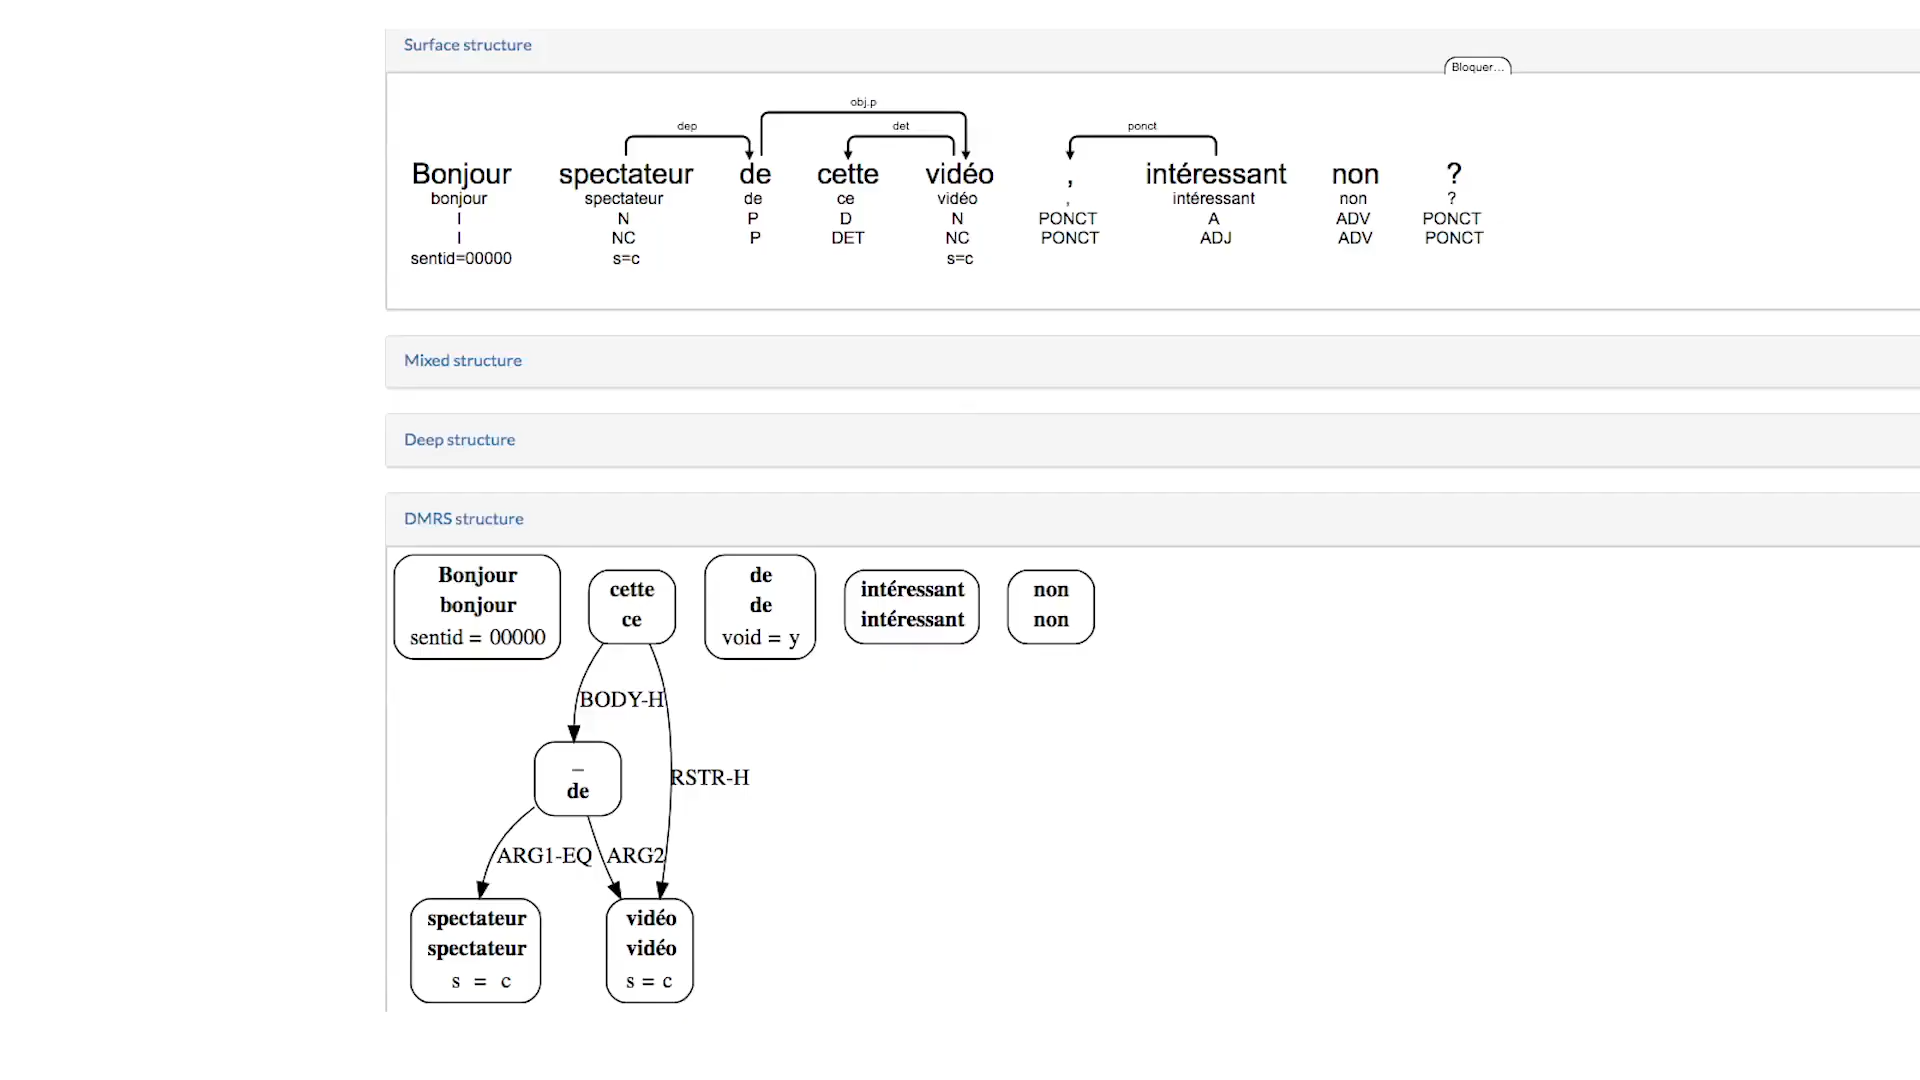 Surface structure
Bloquer...
obj.p
dep det ponct
Bonjour spectateur de cette vidéo , intéressant non ?
bonjour spectateur de ce vidéo , intéressant non ?
I N P D N PONCT A ADV PONCT
I NC P DET NC PONCT ADJ ADV PONCT
sentid=00000 s=c s=c
Mixed structure
Deep structure
DMRS structure
Bonjour
bonjour
sentid = 00000
cette
ce
de
de
void = y
intéressant
intéressant
non
non
BODY-H
_
de
RSTR-H
ARG1-EQ ARG2
spectateur
spectateur
s = c
vidéo
vidéo
s = c